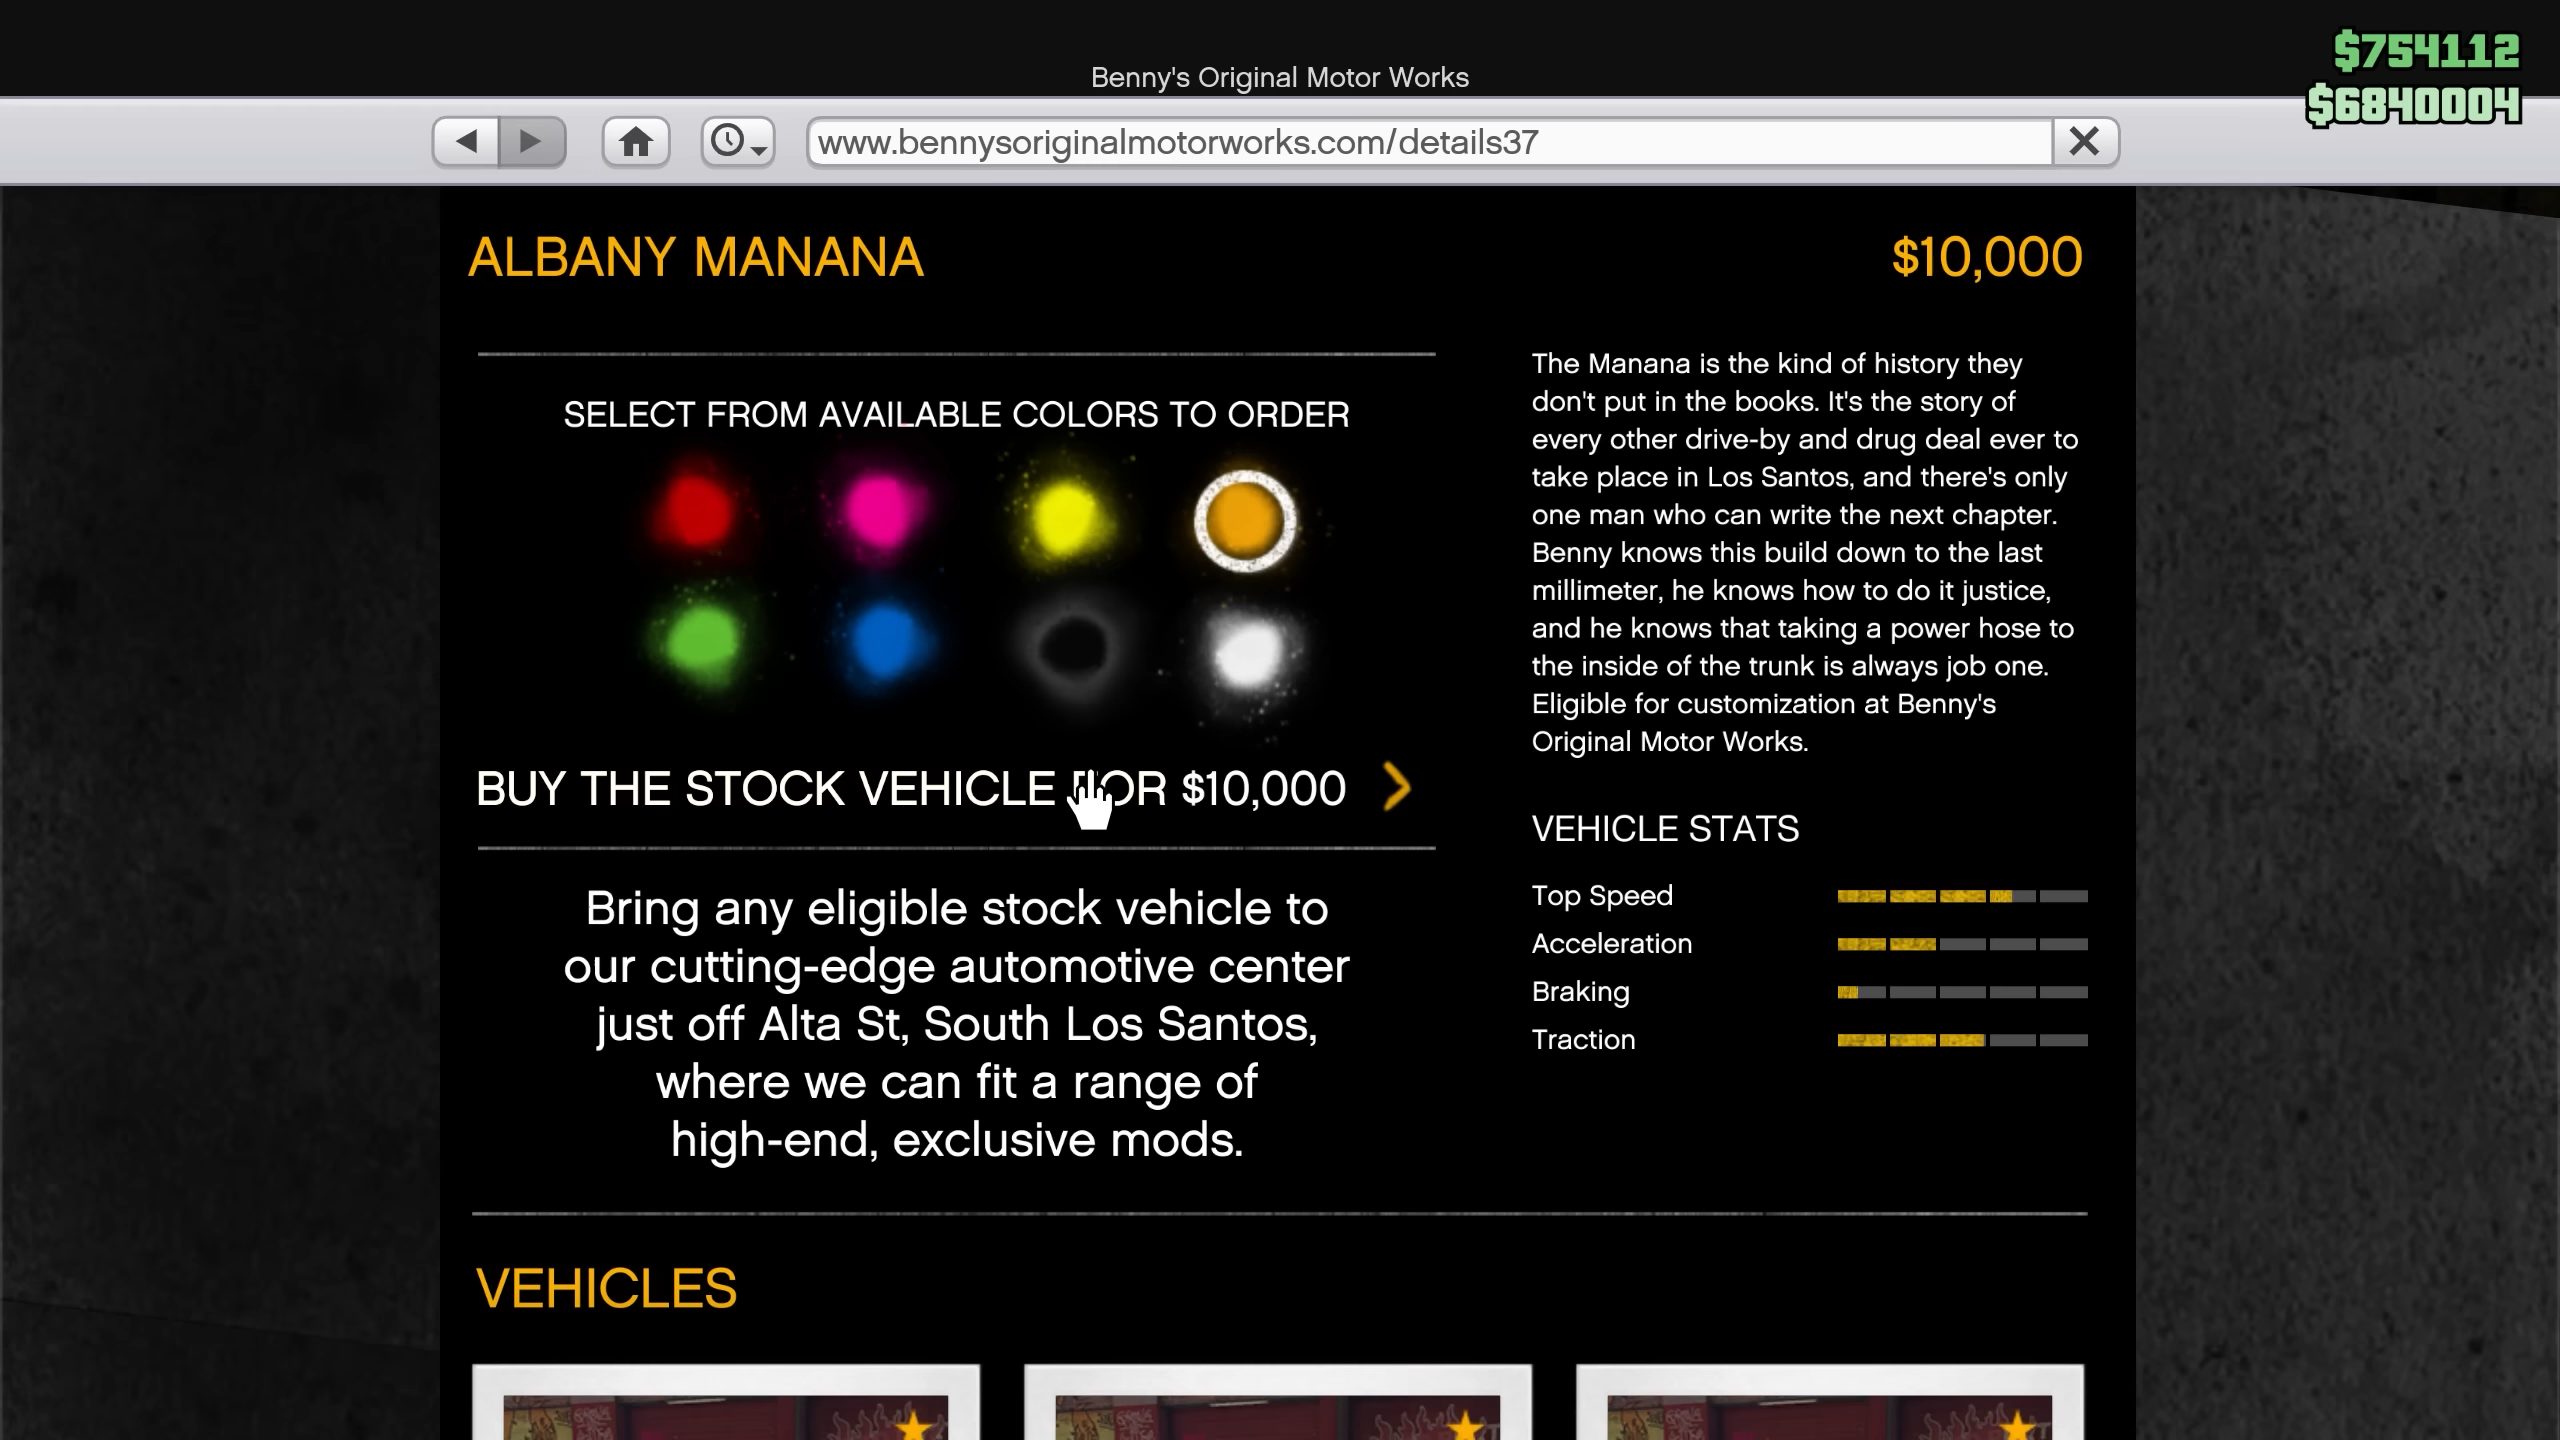 $754112
Benny's Original Motor Works
$6840004
www.bennysoriginalmotorworks.com/details37
ALBANY MANANA
$10,000
SELECT FROM AVAILABLE COLORS TO ORDER
BUY THE STOCK VEHICLE FOR $10,000
Bring any eligible stock vehicle to
our cutting-edge automotive center
just off Alta St, South Los Santos,
where we can fit a range of
high-end, exclusive mods.
The Manana is the kind of history they
don't put in the books. It's the story of
every other drive-by and drug deal ever to
take place in Los Santos, and there's only
one man who can write the next chapter.
Benny knows this build down to the last
millimeter, he knows how to do it justice,
and he knows that taking a power hose to
the inside of the trunk is always job one.
Eligible for customization at Benny's
Original Motor Works.
VEHICLE STATS
Top Speed
Acceleration
Braking
Traction
VEHICLES